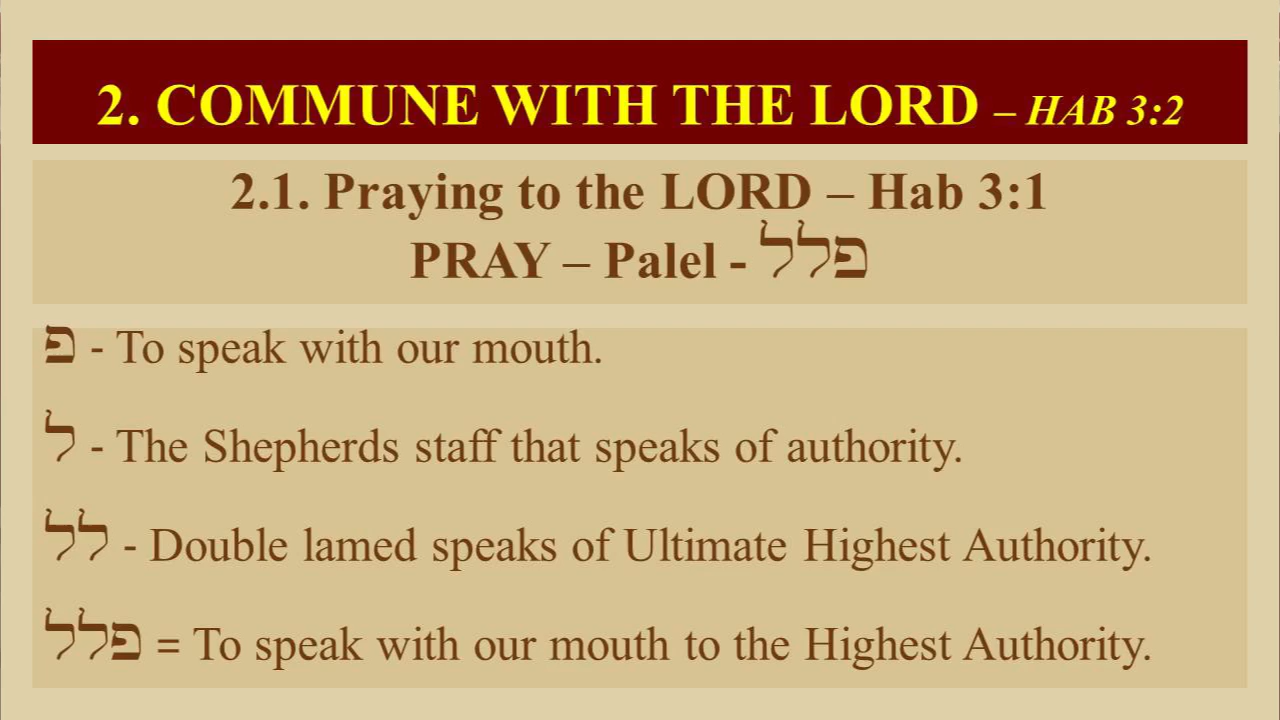 2. COMMUNE WITH THE LORD – HAB 3:2
2.1. Praying to the LORD – Hab 3:1
PRAY – Palel - פלל
פ - To speak with our mouth.
ל - The Shepherds staff that speaks of authority.
לל - Double lamed speaks of Ultimate Highest Authority.
פלל = To speak with our mouth to the Highest Authority.